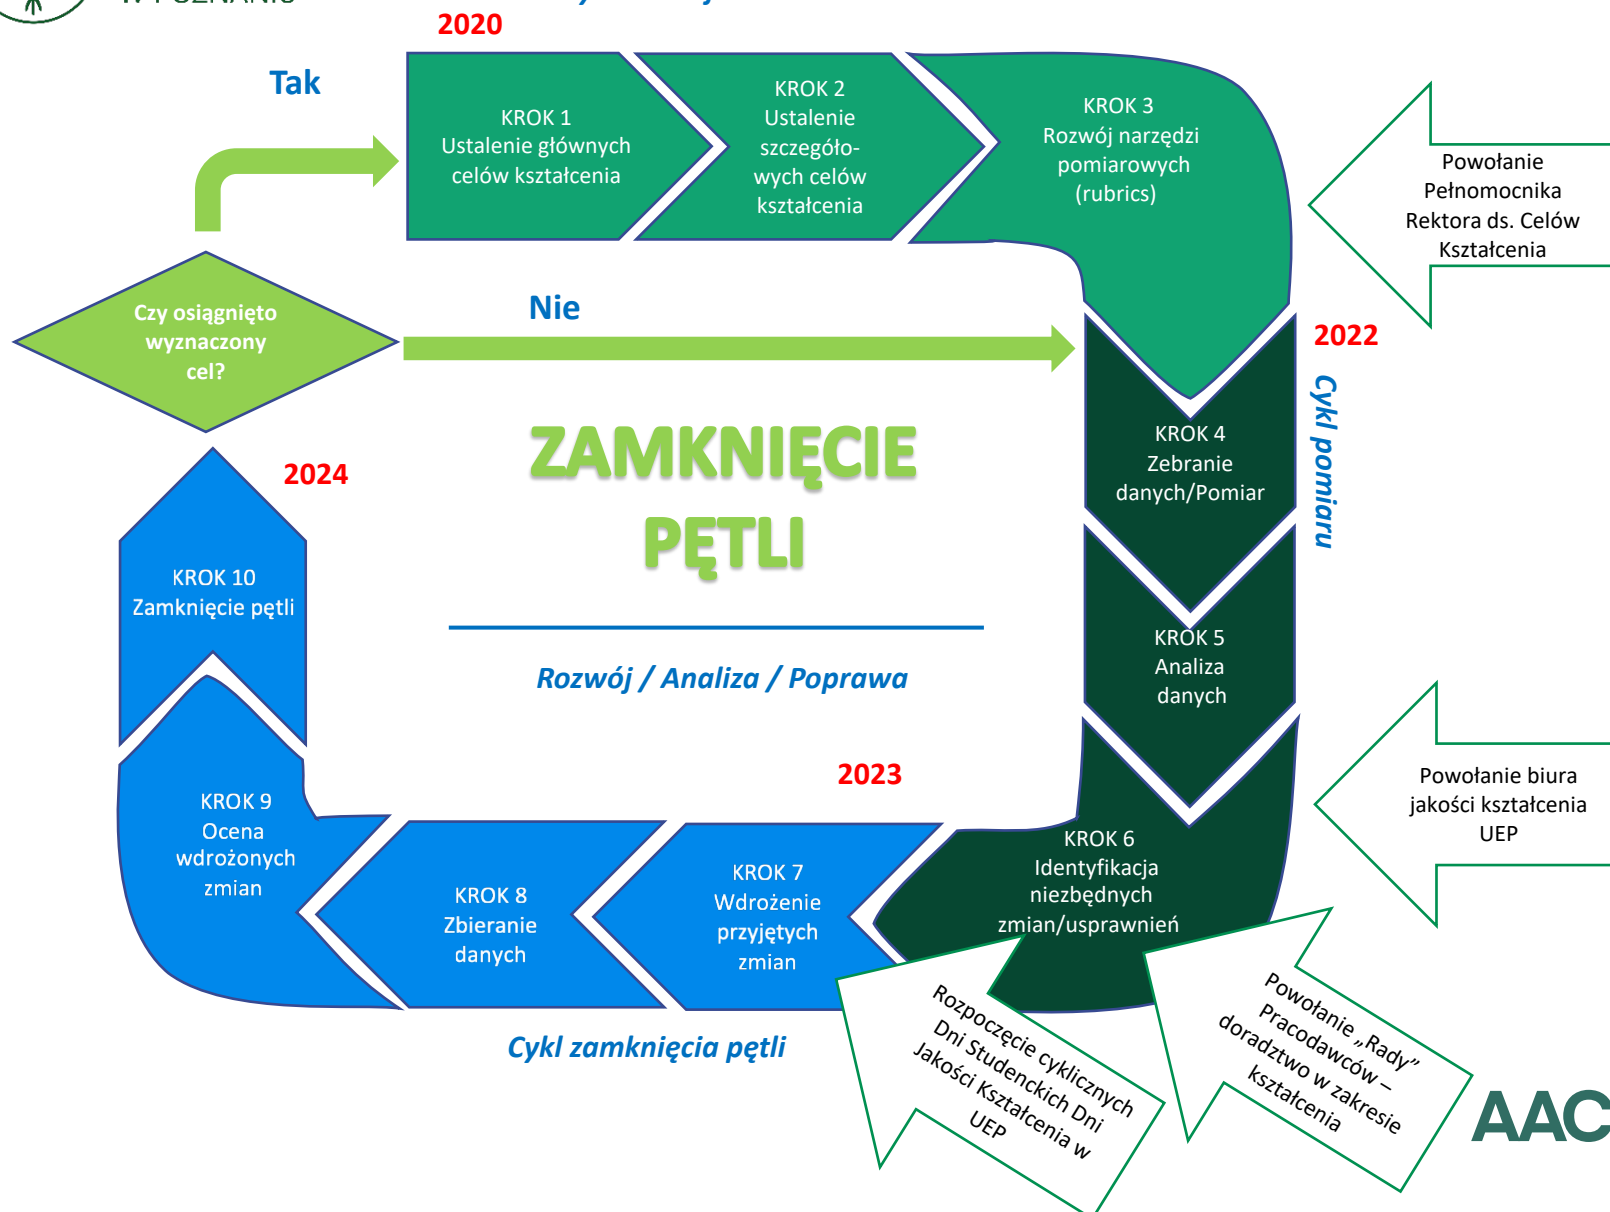 W POZNANIU
2020
Tak
KROK 1
Ustalenie głównych
celów kształcenia
KROK 2
Ustalenie
szczegóło-
wych celów
kształcenia
KROK 3
Rozwój narzędzi
pomiarowych
(rubrics)
Powołanie
Pełnomocnika
Rektora ds. Celów
Kształcenia
Czy osiągnięto
wyznaczony
cel?
Nie
2022
Cykl pomiaru
KROK 4
Zebranie
danych/Pomiar
ZAMKNIĘCIE
PĘTLI
Rozwój / Analiza / Poprawa
2024
KROK 10
Zamknięcie pętli
KROK 5
Analiza
danych
Powołanie biura
jakości kształcenia
UEP
2023
KROK 6
Identyfikacja
niezbędnych
zmian/usprawnień
KROK 7
Wdrożenie
przyjętych
zmian
KROK 8
Zbieranie
danych
KROK 9
Ocena
wdrożonych
zmian
Cykl zamknięcia pętli
Rozpoczęcie cyklicznych
Dni Studenckich Dni
Jakości Kształcenia w
UEP
Powołanie „Rady”
Pracodawców –
doradztwo w zakresie
kształcenia
AAC